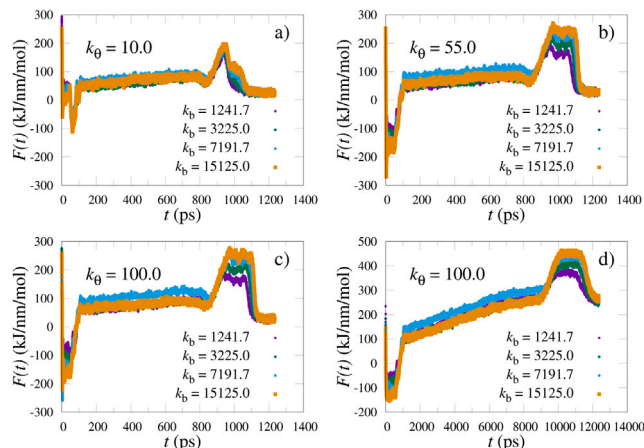 300
200
100
0
-100
-200
-300
F(t) (kJ/nm/mol)
kθ = 10.0
a)
kb = 1241.7
kb = 3225.0
kb = 7191.7
kb = 15125.0
0 200 400 600 800 1000 1200 1400
t (ps)
300
200
100
0
-100
-200
-300
F(t) (kJ/nm/mol)
kθ = 55.0
b)
kb = 1241.7
kb = 3225.0
kb = 7191.7
kb = 15125.0
0 200 400 600 800 1000 1200 1400
t (ps)
300
200
100
0
-100
-200
-300
F(t) (kJ/nm/mol)
kθ = 100.0
c)
kb = 1241.7
kb = 3225.0
kb = 7191.7
kb = 15125.0
0 200 400 600 800 1000 1200 1400
t (ps)
500
400
300
200
100
0
-100
-200
F(t) (kJ/nm/mol)
kθ = 100.0
d)
kb = 1241.7
kb = 3225.0
kb = 7191.7
kb = 15125.0
0 2000 4000 6000 8000 10000 12000 14000
t (ps)